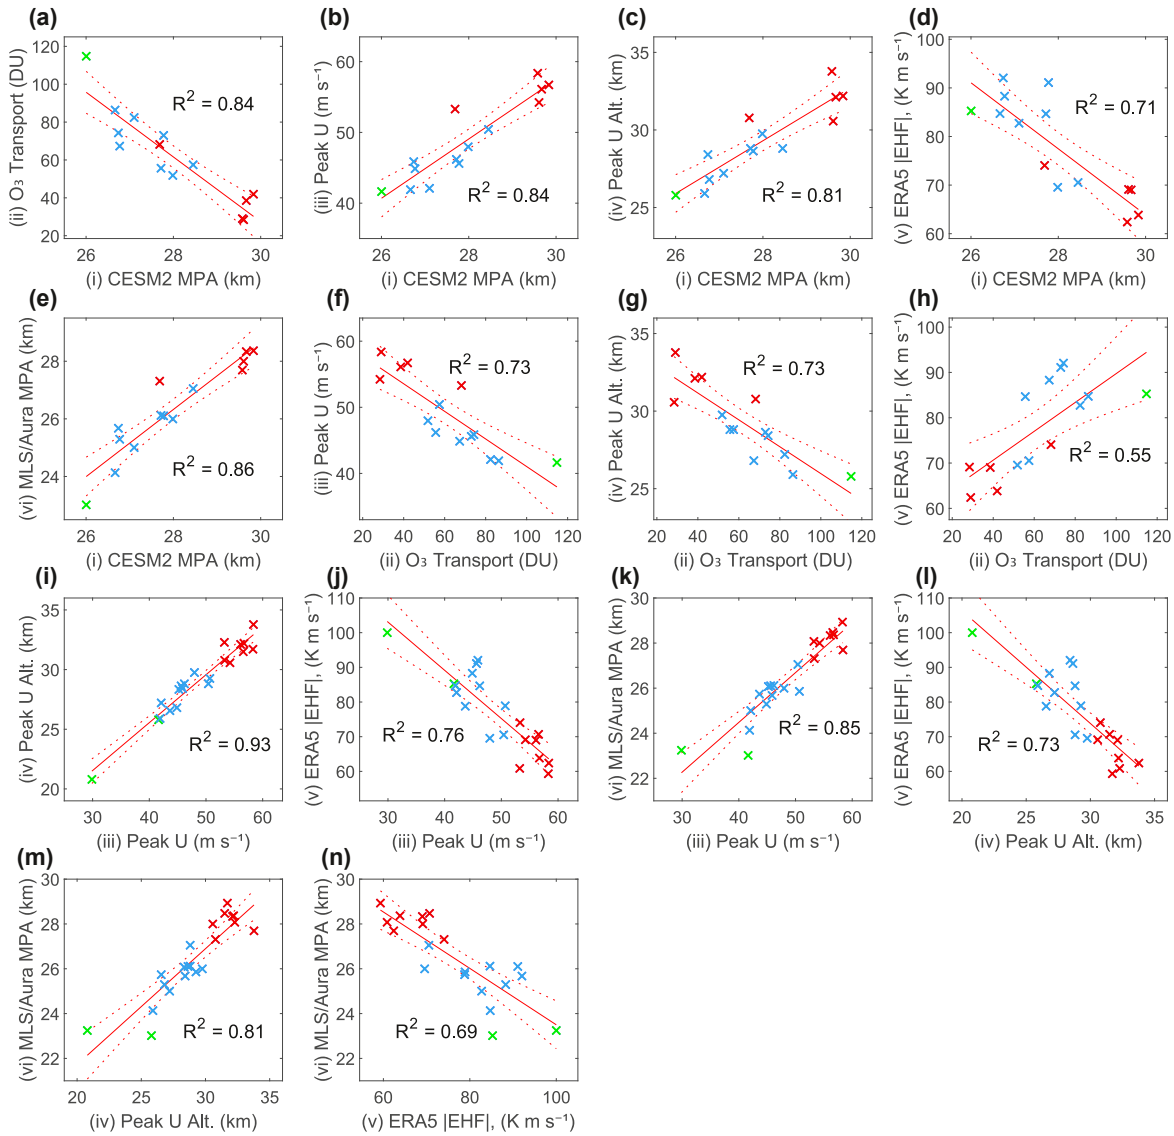 (a)
(ii) O₃ Transport (DU)
120
100
80
60
40
20
R² = 0.84
26 28 30
(i) CESM2 MPA (km)
(b)
(iii) Peak U (m s⁻¹)
60
50
40
R² = 0.84
26 27 28 29 30
(i) CESM2 MPA (km)
(c)
(iv) Peak U Alt. (km)
35
30
25
R² = 0.81
26 28 30
(i) CESM2 MPA (km)
(d)
(v) ERA5 |EHF|, (K m s⁻¹)
100
90
80
70
60
R² = 0.71
26 28 30
(i) CESM2 MPA (km)
(e)
(vi) MLS/Aura MPA (km)
28
26
24
R² = 0.86
26 28 30
(i) CESM2 MPA (km)
(f)
(iii) Peak U (m s⁻¹)
60
50
40
R² = 0.73
20 40 60 80 100 120
(ii) O₃ Transport (DU)
(g)
(iv) Peak U Alt. (km)
35
30
25
R² = 0.73
20 40 60 80 100 120
(ii) O₃ Transport (DU)
(h)
(v) ERA5 |EHF|, (K m s⁻¹)
100
90
80
70
60
R² = 0.55
20 40 60 80 100 120
(ii) O₃ Transport (DU)
(i)
(iv) Peak U Alt. (km)
35
30
25
20
R² = 0.93
30 40 50 60
(iii) Peak U (m s⁻¹)
(j)
(v) ERA5 |EHF|, (K m s⁻¹)
110
100
90
80
70
60
R² = 0.76
30 40 50 60
(iii) Peak U (m s⁻¹)
(k)
(vi) MLS/Aura MPA (km)
30
28
26
24
22
R² = 0.85
30 40 50 60
(iii) Peak U (m s⁻¹)
(l)
(v) ERA5 |EHF|, (K m s⁻¹)
110
100
90
80
70
60
R² = 0.73
20 25 30 35
(iv) Peak U Alt. (km)
(m)
(vi) MLS/Aura MPA (km)
30
28
26
24
22
R² = 0.81
20 25 30 35
(iv) Peak U Alt. (km)
(n)
(vi) MLS/Aura MPA (km)
30
28
26
24
22
R² = 0.69
60 80 100
(v) ERA5 |EHF|, (K m s⁻¹)